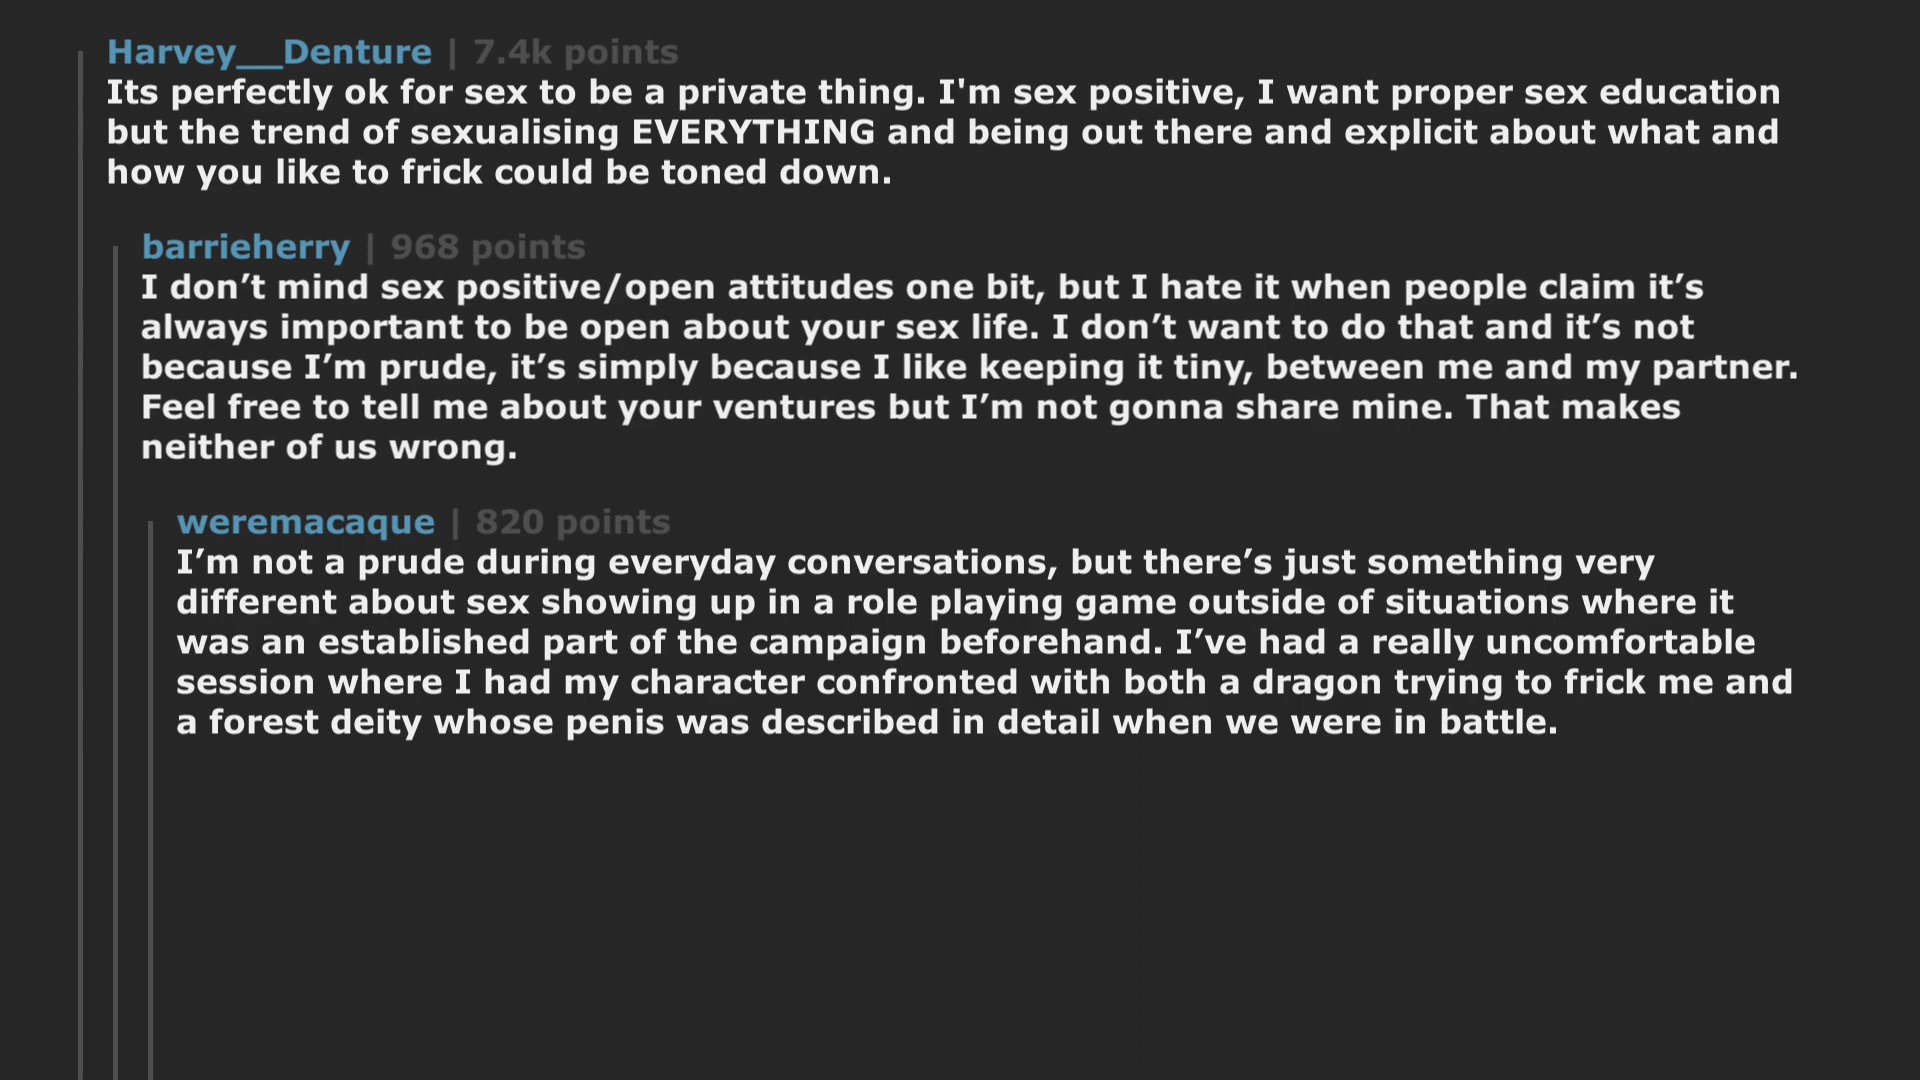 Harvey__Denture | 7.4k points
Its perfectly ok for sex to be a private thing. I'm sex positive, I want proper sex education
but the trend of sexualising EVERYTHING and being out there and explicit about what and
how you like to frick could be toned down.
barrieherry | 968 points
I don’t mind sex positive/open attitudes one bit, but I hate it when people claim it’s
always important to be open about your sex life. I don’t want to do that and it’s not
because I’m prude, it’s simply because I like keeping it tiny, between me and my partner.
Feel free to tell me about your ventures but I’m not gonna share mine. That makes
neither of us wrong.
weremacaque | 820 points
I’m not a prude during everyday conversations, but there’s just something very
different about sex showing up in a role playing game outside of situations where it
was an established part of the campaign beforehand. I’ve had a really uncomfortable
session where I had my character confronted with both a dragon trying to frick me and
a forest deity whose penis was described in detail when we were in battle.